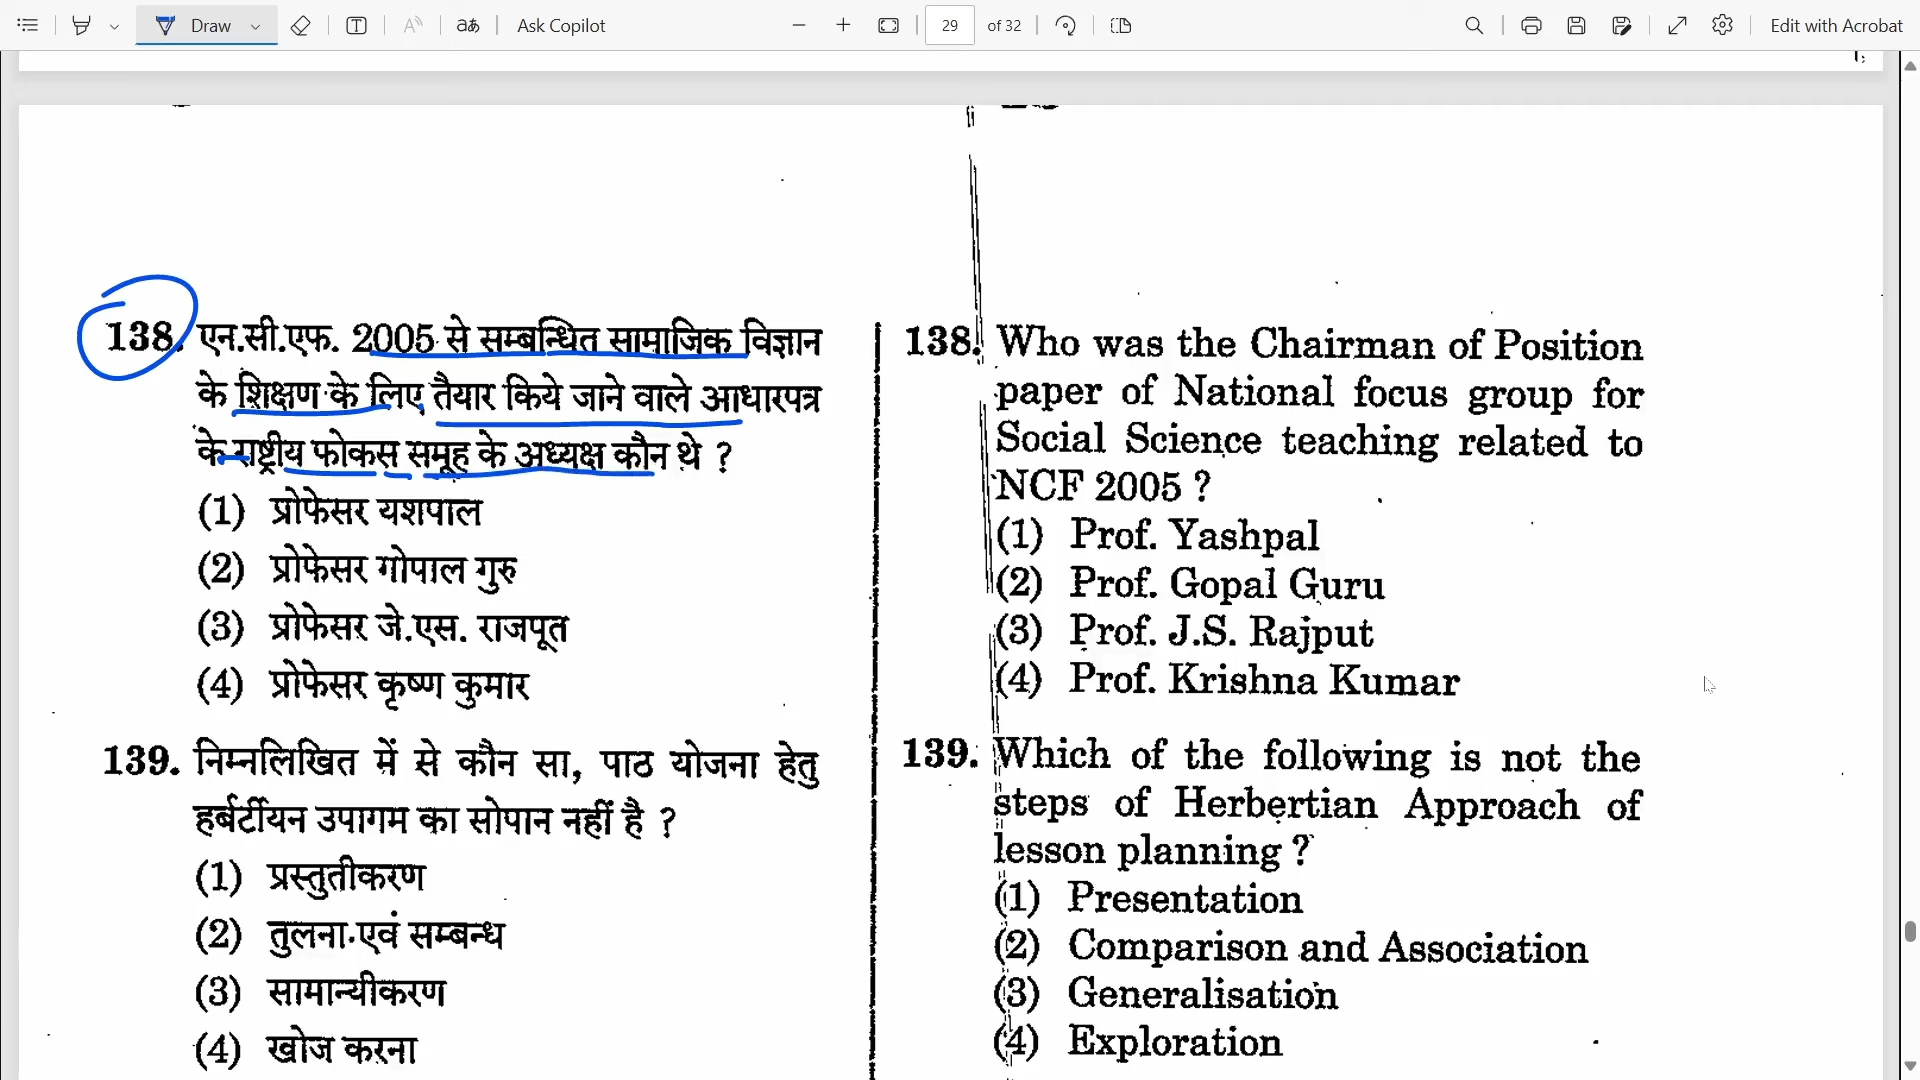 Draw
Ask Copilot
29 of 32
Edit with Acrobat
138. एन.सी.एफ. 2005 से सम्बन्धित सामाजिक विज्ञान
के शिक्षण के लिए तैयार किये जाने वाले आधारपत्र
के राष्ट्रीय फोकस समूह के अध्यक्ष कौन थे ?
(1) प्रोफेसर यशपाल
(2) प्रोफेसर गोपाल गुरु
(3) प्रोफेसर जे.एस. राजपूत
(4) प्रोफेसर कृष्ण कुमार
139. निम्नलिखित में से कौन सा, पाठ योजना हेतु
हर्बर्टीयन उपागम का सोपान नहीं है ?
(1) प्रस्तुतीकरण
(2) तुलना एवं सम्बन्ध
(3) सामान्यीकरण
(4) खोज करना
138. Who was the Chairman of Position
paper of National focus group for
Social Science teaching related to
NCF 2005 ?
(1) Prof. Yashpal
(2) Prof. Gopal Guru
(3) Prof. J.S. Rajput
(4) Prof. Krishna Kumar
139. Which of the following is not the
steps of Herbertian Approach of
lesson planning ?
(1) Presentation
(2) Comparison and Association
(3) Generalisation
(4) Exploration